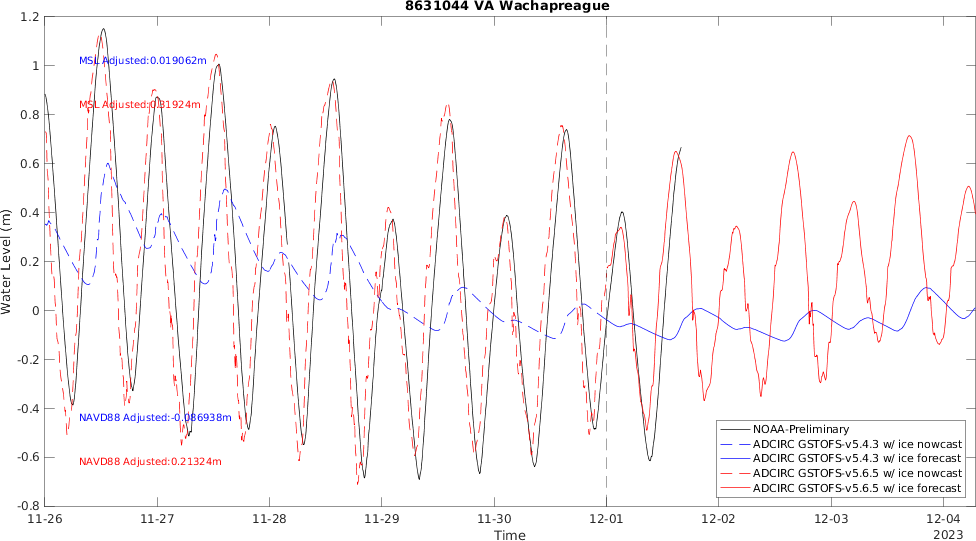 8631044 VA Wachapreague
1.2
1
0.8
0.6
0.4
0.2
0
-0.2
-0.4
-0.6
-0.8
Water Level (m)
MSL Adjusted:0.019062m
MSL Adjusted:0.31924m
NAVD88 Adjusted:-0.086938m
NAVD88 Adjusted:0.21324m
NOAA-Preliminary
ADCIRC GSTOFS-v5.4.3 w/ ice nowcast
ADCIRC GSTOFS-v5.4.3 w/ ice forecast
ADCIRC GSTOFS-v5.6.5 w/ ice nowcast
ADCIRC GSTOFS-v5.6.5 w/ ice forecast
11-26 11-27 11-28 11-29 11-30 12-01 12-02 12-03 12-04
Time
2023